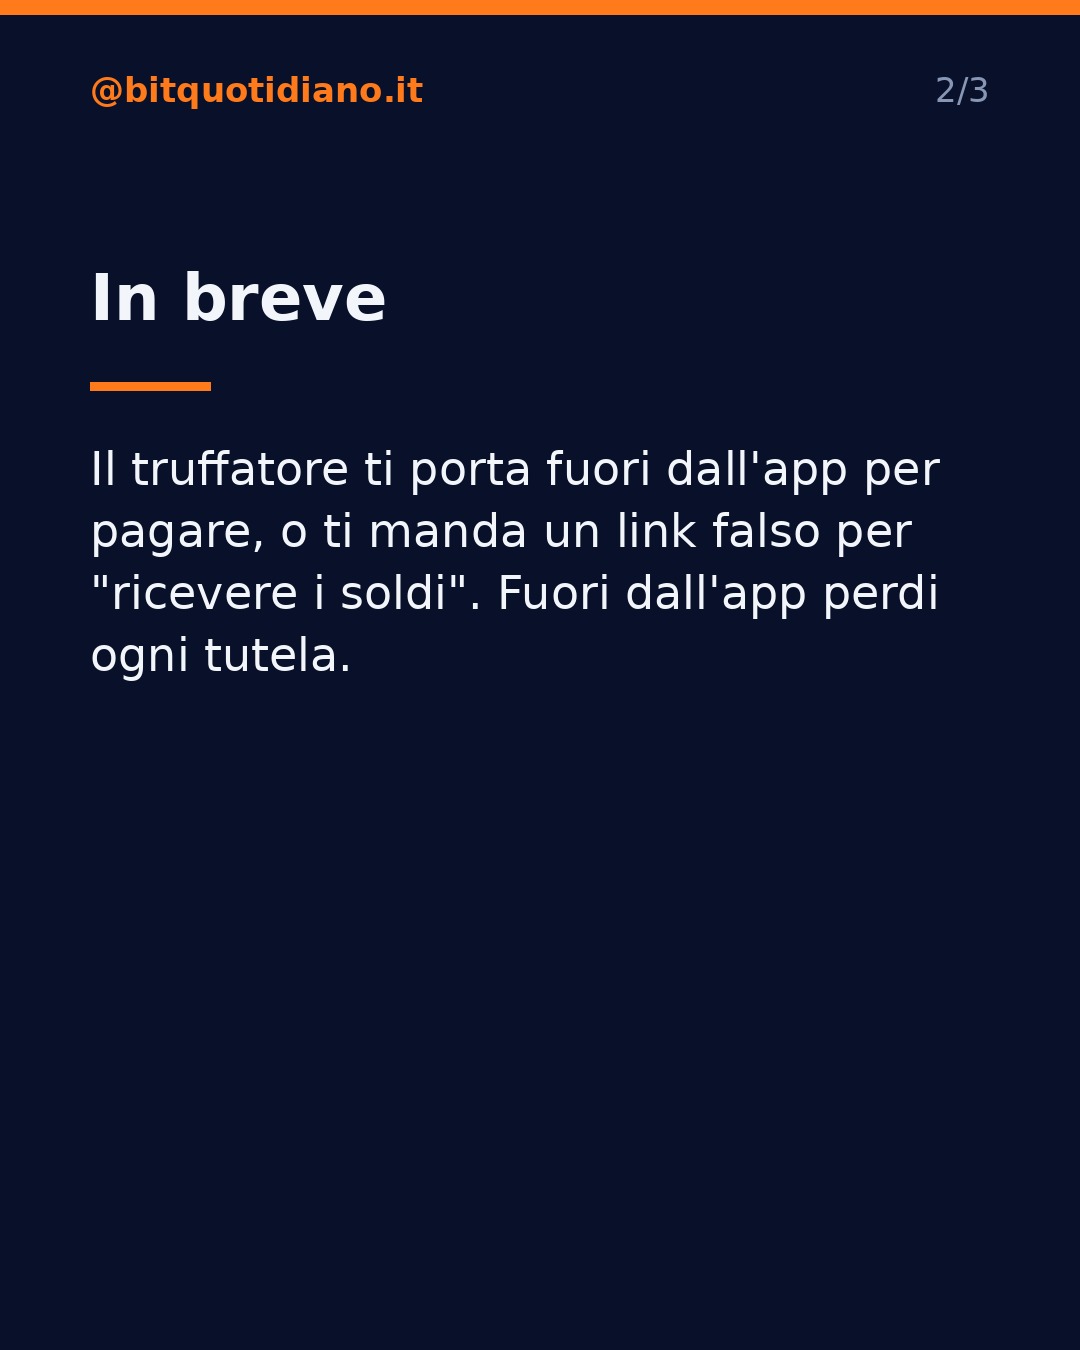 @bitquotidiano.it
2/3
In breve
Il truffatore ti porta fuori dall'app per
pagare, o ti manda un link falso per
"ricevere i soldi". Fuori dall'app perdi
ogni tutela.